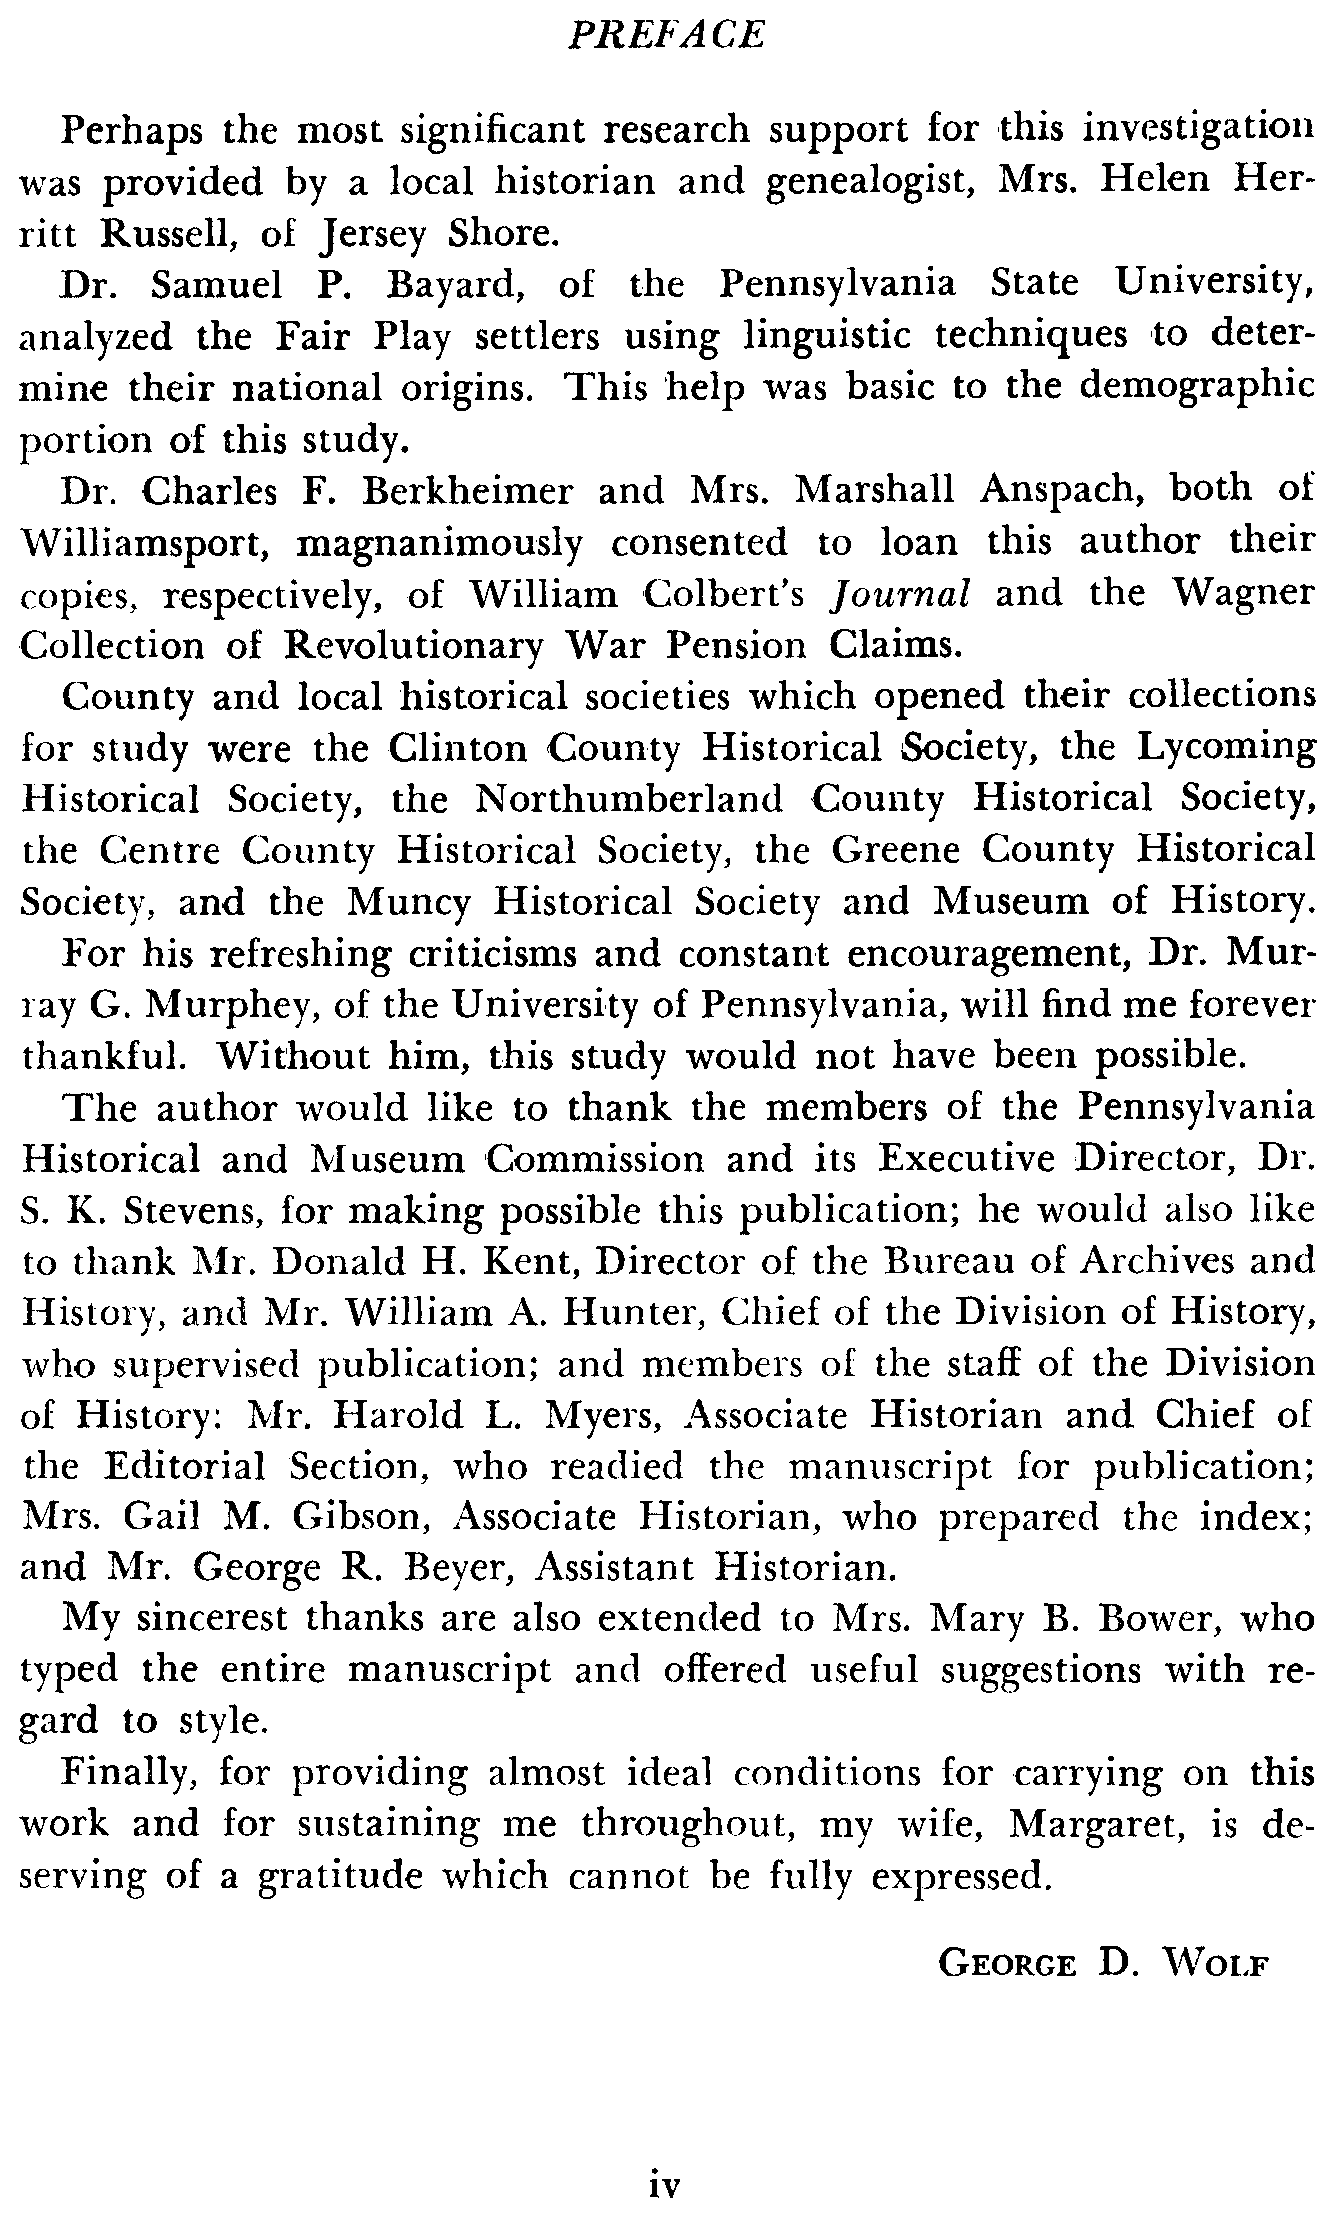 PREFACE
Perhaps the most significant research support for this investigation
was provided by a local historian and genealogist, Mrs. Helen Her-
ritt Russell, of Jersey Shore.
Dr. Samuel P. Bayard, of the Pennsylvania State University,
analyzed the Fair Play settlers using linguistic techniques to deter-
mine their national origins. This help was basic to the demographic
portion of this study.
Dr. Charles F. Berkheimer and Mrs. Marshall Anspach, both of
Williamsport, magnanimously consented to loan this author their
copies, respectively, of William Colbert's Journal and the Wagner
Collection of Revolutionary War Pension Claims.
County and local historical societies which opened their collections
for study were the Clinton County Historical Society, the Lycoming
Historical Society, the Northumberland County Historical Society,
the Centre County Historical Society, the Greene County Historical
Society, and the Muncy Historical Society and Museum of History.
For his refreshing criticisms and constant encouragement, Dr. Mur-
ray G. Murphey, of the University of Pennsylvania, will find me forever
thankful. Without him, this study would not have been possible.
The author would like to thank the members of the Pennsylvania
Historical and Museum Commission and its Executive Director, Dr.
S. K. Stevens, for making possible this publication; he would also like
to thank Mr. Donald H. Kent, Director of the Bureau of Archives and
History, and Mr. William A. Hunter, Chief of the Division of History,
who supervised publication; and members of the staff of the Division
of History: Mr. Harold L. Myers, Associate Historian and Chief of
the Editorial Section, who readied the manuscript for publication;
Mrs. Gail M. Gibson, Associate Historian, who prepared the index;
and Mr. George R. Beyer, Assistant Historian.
My sincerest thanks are also extended to Mrs. Mary B. Bower, who
typed the entire manuscript and offered useful suggestions with re-
gard to style.
Finally, for providing almost ideal conditions for carrying on this
work and for sustaining me throughout, my wife, Margaret, is de-
serving of a gratitude which cannot be fully expressed.
GEORGE D. WOLF
iv